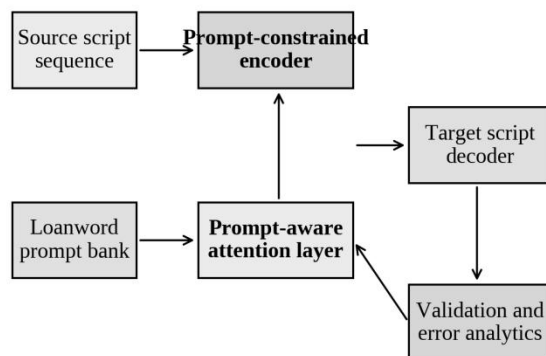 Source script
sequence
Prompt-constrained
encoder
Target script
decoder
Loanword
prompt bank
Prompt-aware
attention layer
Validation and
error analytics